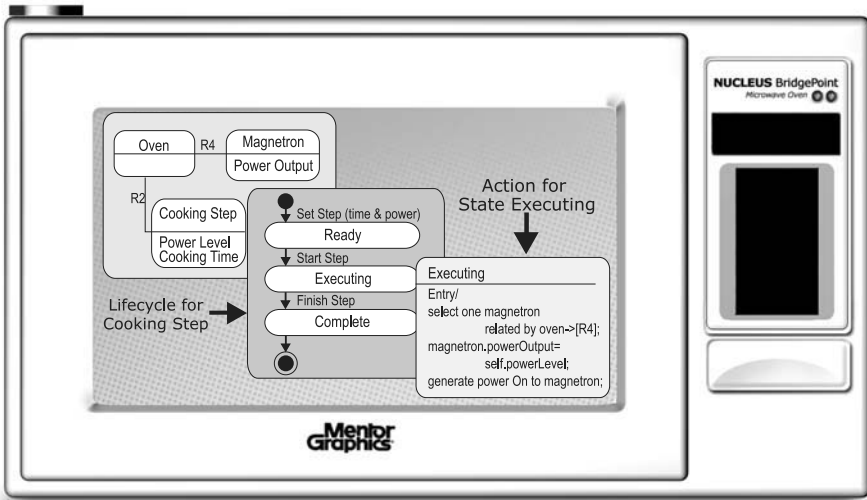 NUCLEUS BridgePoint
Microwave Oven
Oven
R4
Magnetron
Power Output
R2
Cooking Step
Power Level
Cooking Time
Set Step (time & power)
Ready
Start Step
Executing
Finish Step
Complete
Lifecycle for
Cooking Step
Action for
State Executing
Executing
Entry/
select one magnetron
related by oven->[R4];
magnetron.powerOutput=
self.powerLevel;
generate power On to magnetron;
Mentor
Graphics